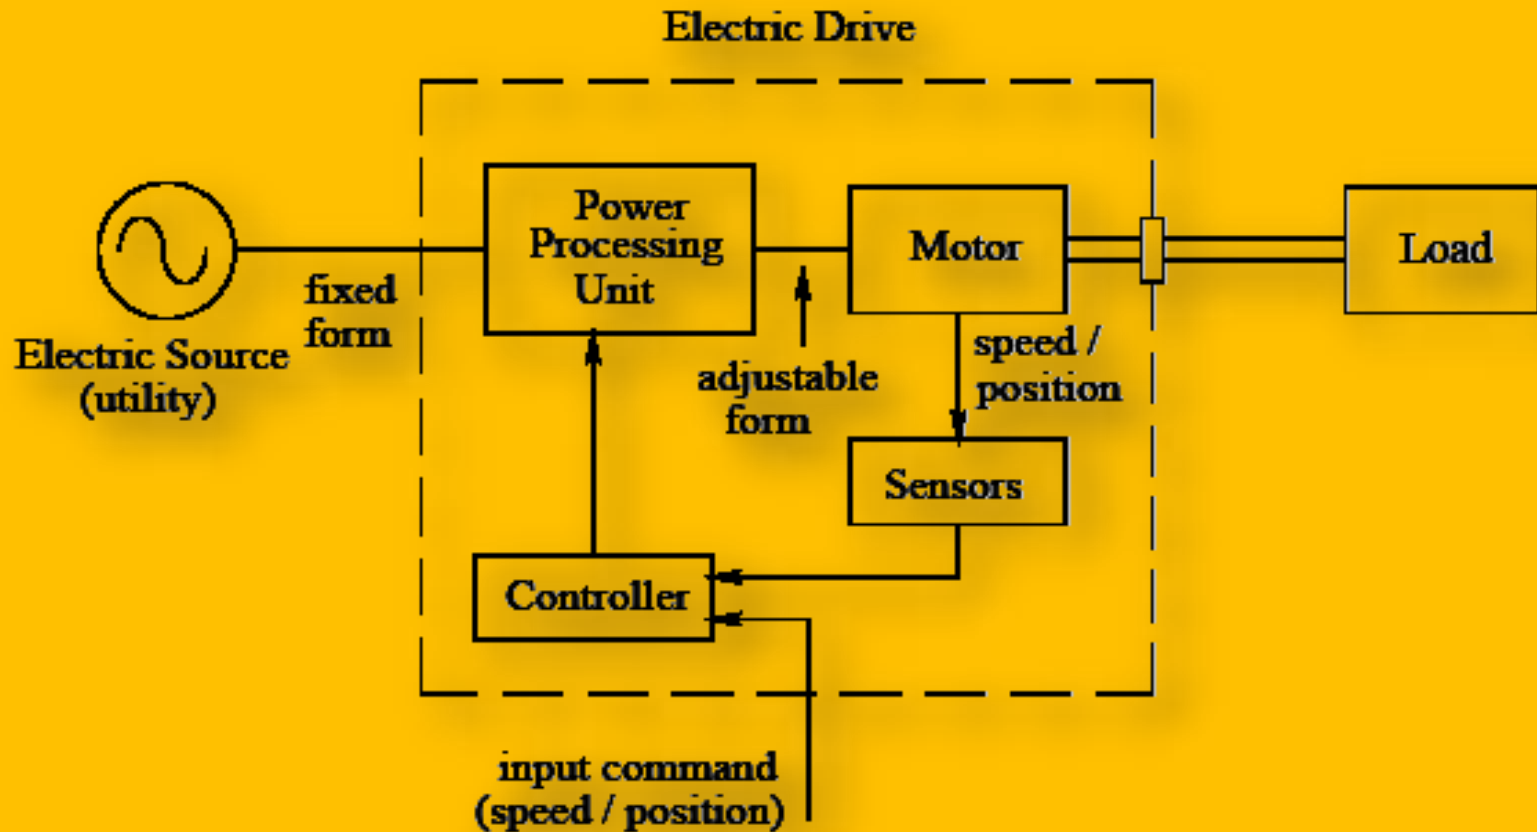 Electric Drive
Power
Processing
Unit
Motor
Load
fixed
form
Electric Source
(utility)
adjustable
form
speed /
position
Sensors
Controller
input command
(speed / position)